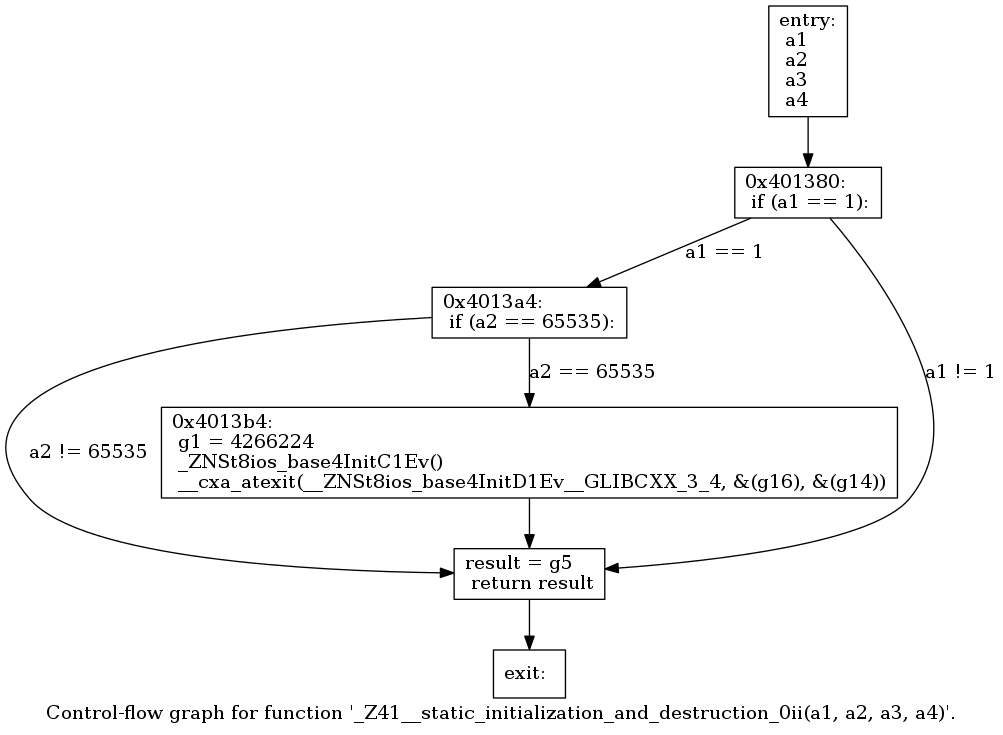 entry:
a1
a2
a3
a4
0x401380:
if (a1 == 1):
a1 == 1
0x4013a4:
if (a2 == 65535):
a2 == 65535
a1 != 1
0x4013b4:
g1 = 4266224
_ZNSt8ios_base4InitC1Ev()
__cxa_atexit(__ZNSt8ios_base4InitD1Ev__GLIBCXX_3_4, &(g16), &(g14))
a2 != 65535
result = g5
return result
exit:
Control-flow graph for function '_Z41__static_initialization_and_destruction_0ii(a1, a2, a3, a4)'.